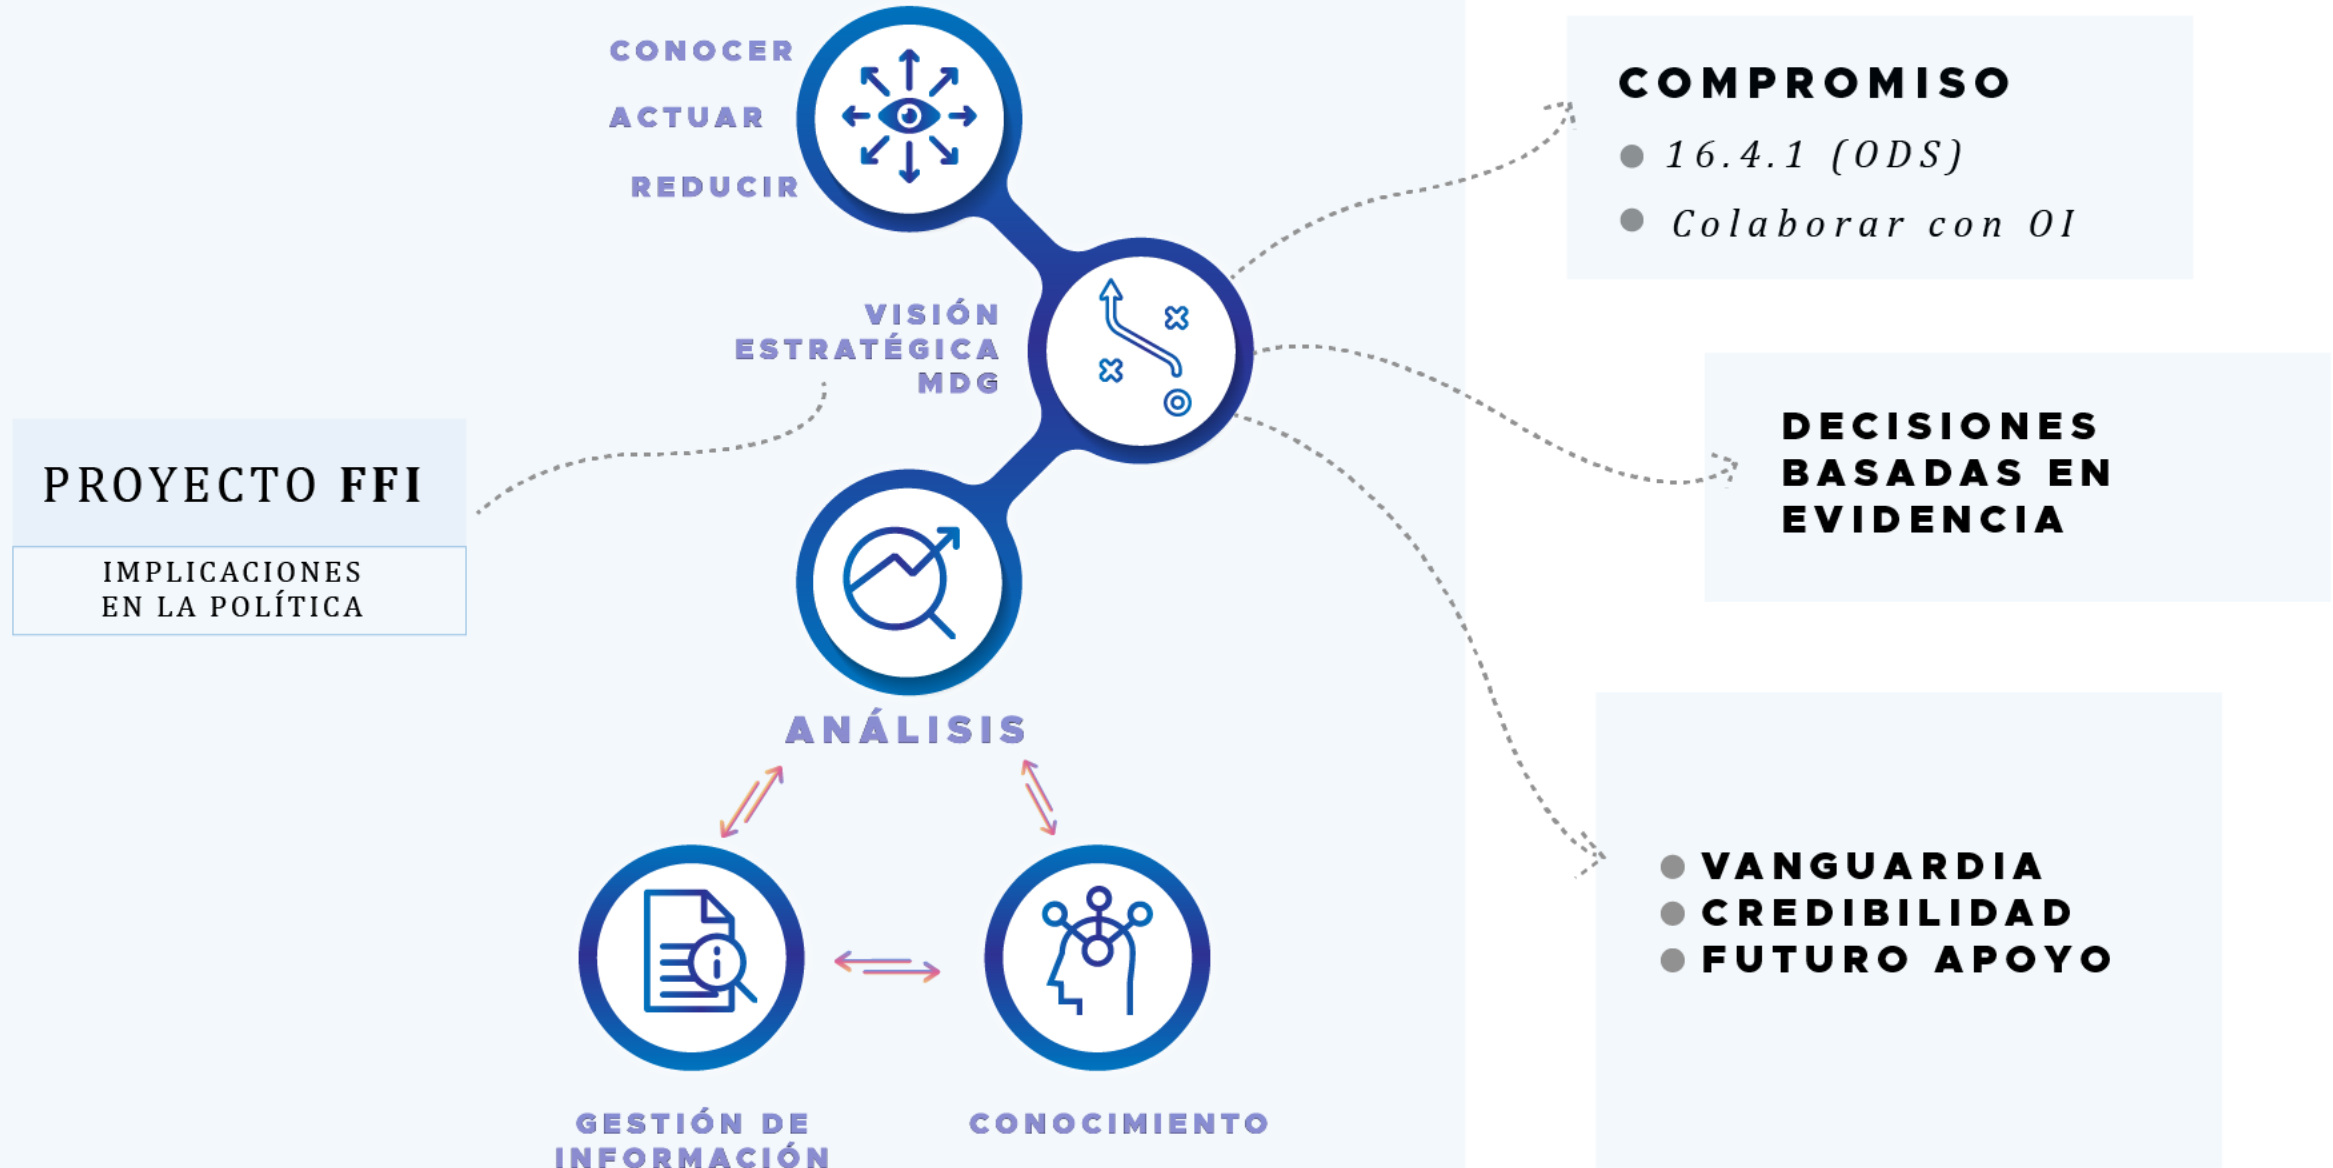 CONOCER
ACTUAR
REDUCIR
VISIÓN
ESTRATÉGICA
MDG
PROYECTO FFI
IMPLICACIONES
EN LA POLÍTICA
ANÁLISIS
GESTIÓN DE
INFORMACIÓN
CONOCIMIENTO
COMPROMISO
16.4.1 (ODS)
Colaborar con OI
DECISIONES
BASADAS EN
EVIDENCIA
VANGUARDIA
CREDIBILIDAD
FUTURO APOYO